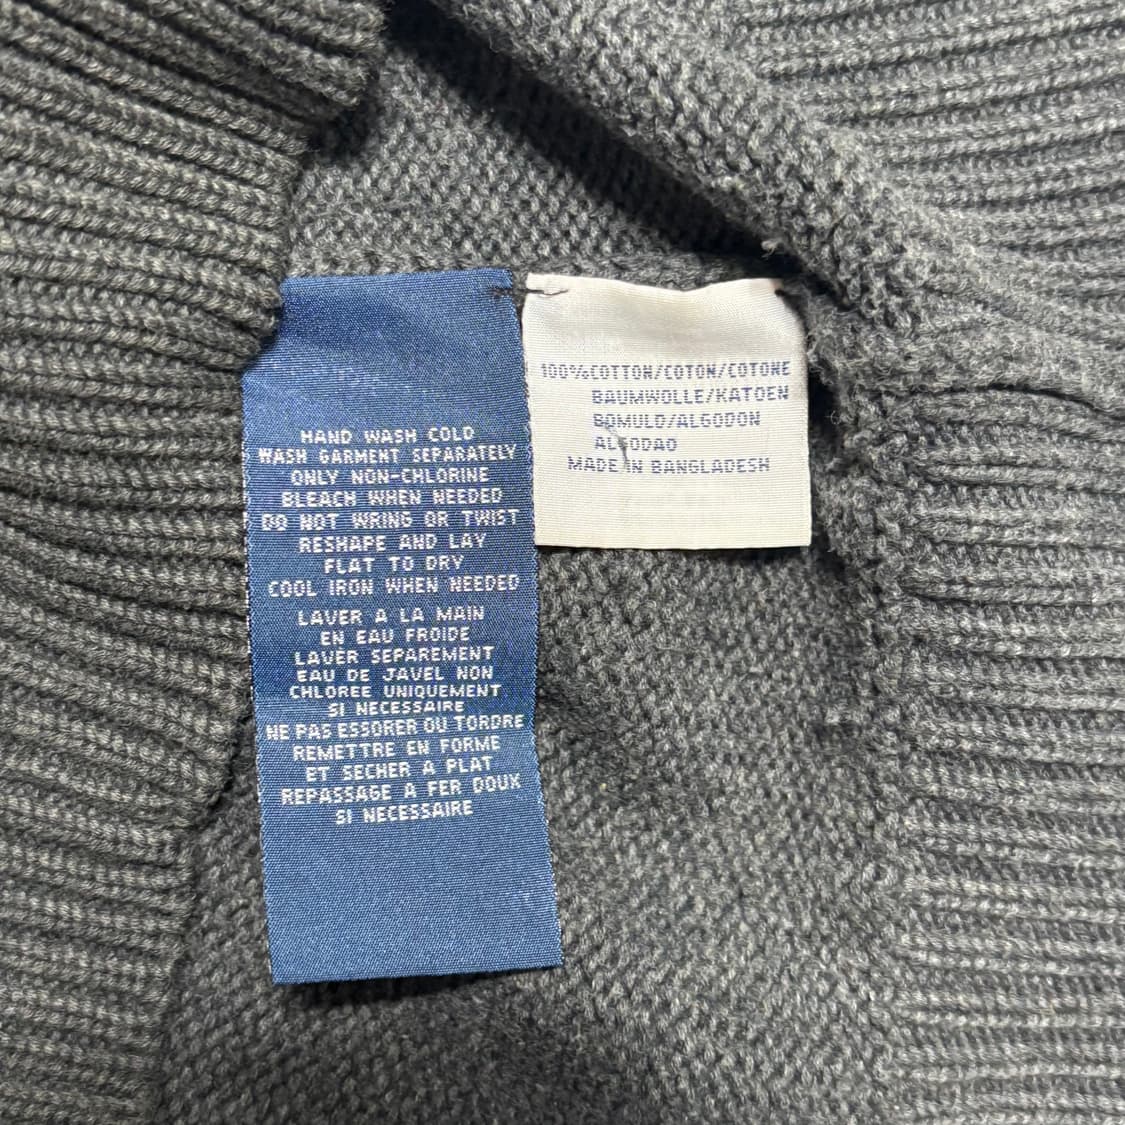 HAND WASH COLD
WASH GARMENT SEPARATELY
ONLY NON-CHLORINE
BLEACH WHEN NEEDED
DO NOT WRING OR TWIST
RESHAPE AND LAY
FLAT TO DRY
COOL IRON WHEN NEEDED
LAVER A LA MAIN
EN EAU FROIDE
LAVER SEPAREMENT
EAU DE JAVEL NON
CHLOREE UNIQUEMENT
SI NECESSAIRE
NE PAS ESSORER OU TORDRE
REMETTRE EN FORME
ET SECHER A PLAT
REPASSAGE A FER DOUX
SI NECESSAIRE
100%COTTON/COTON/COTONE
BAUMWOLLE/KATOEN
BOMULD/ALGODON
ALGODAO
MADE IN BANGLADESH